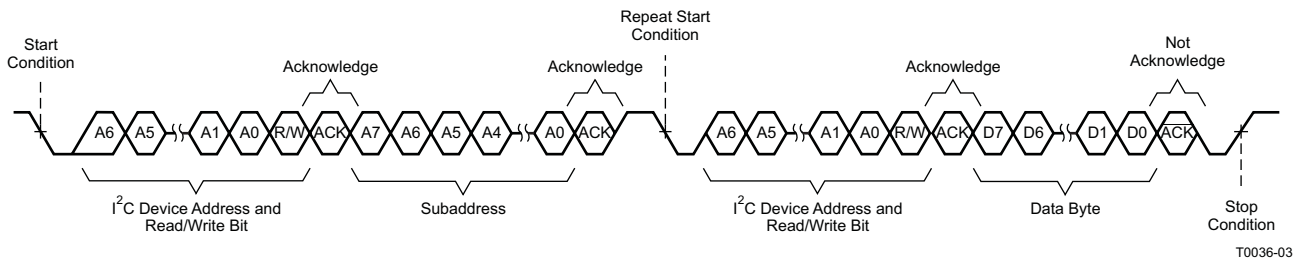 Start
Condition
Acknowledge
Acknowledge
Repeat Start
Condition
Acknowledge
Not
Acknowledge
A6 A5 A1 A0 R/W ACK A7 A6 A5 A4 A0 ACK A6 A5 A1 A0 R/W ACK D7 D6 D1 D0 ACK
I²C Device Address and
Read/Write Bit
Subaddress
I²C Device Address and
Read/Write Bit
Data Byte
Stop
Condition
T0036-03